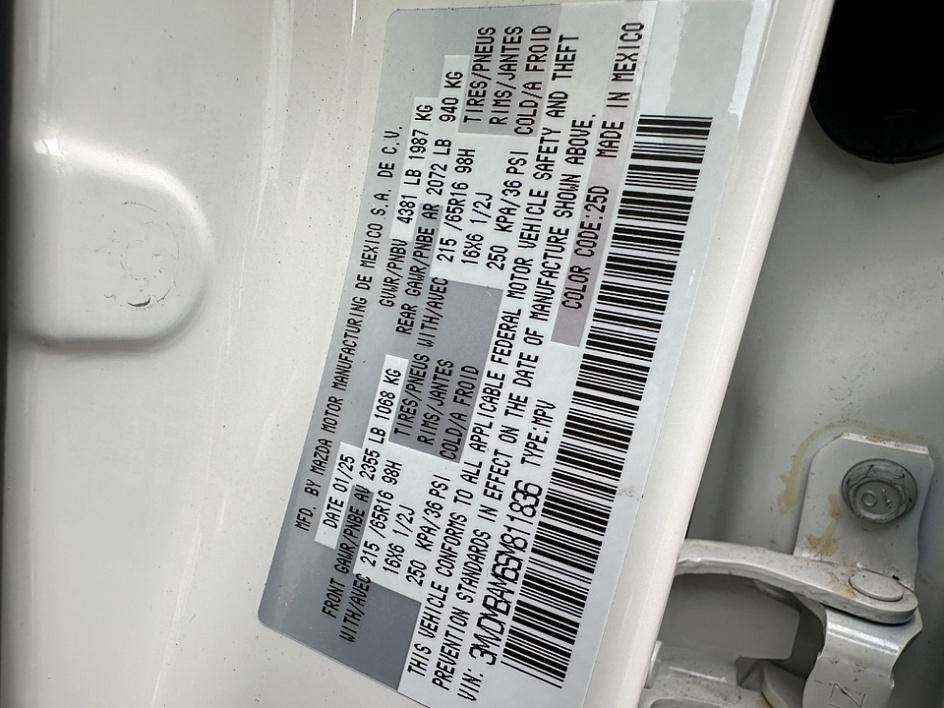 MFD. BY MAZDA MOTOR MANUFACTURING DE MEXICO S.A. DE C.V.
DATE 01/25 GVWR/PNBV 4381 LB 1987 KG
FRONT GAWR/PNBE AV 2355 LB 1068 KG REAR GAWR/PNBE AR 2072 LB 940 KG
WITH/AVEC 215 /65R16 98H TIRES/PNEUS WITH/AVEC 215 /65R16 98H TIRES/PNEUS
16X6 1/2J RIMS/JANTES 16X6 1/2J RIMS/JANTES
250 KPA/36 PSI COLD/A FROID 250 KPA/36 PSI COLD/A FROID
THIS VEHICLE CONFORMS TO ALL APPLICABLE FEDERAL MOTOR VEHICLE SAFETY AND THEFT
PREVENTION STANDARDS IN EFFECT ON THE DATE OF MANUFACTURE SHOWN ABOVE.
VIN: 3MVDMBAM6SM811836 TYPE:MPV COLOR CODE:25D MADE IN MEXICO